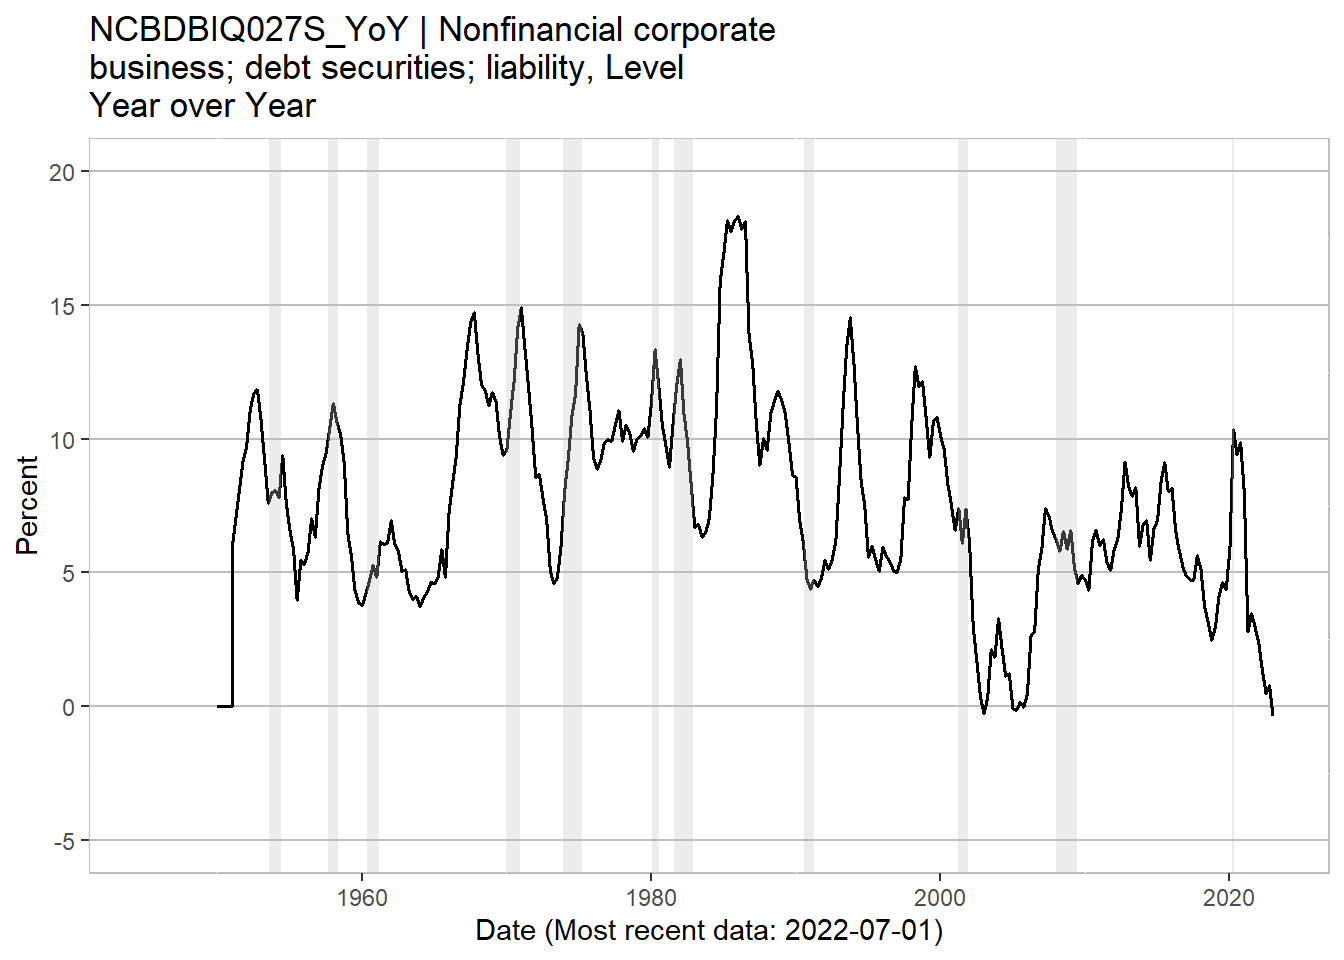 NCBDBIQ027S_YoY | Nonfinancial corporate
business; debt securities; liability, Level
Year over Year
20
15
10
5
0
-5
Percent
1960
1980
2000
2020
Date (Most recent data: 2022-07-01)